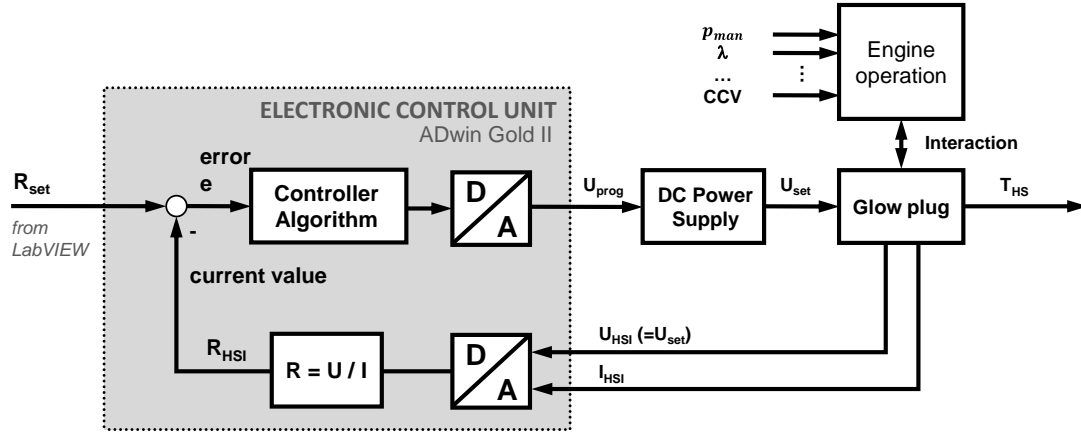 p_man
λ
...
⋮
CCV
Engine
operation
ELECTRONIC CONTROL UNIT
ADwin Gold II
Interaction
R_set
from
LabVIEW
error
e
-
Controller
Algorithm
D
A
U_prog
DC Power
Supply
U_set
Glow plug
T_HS
current value
R_HSI
R = U / I
D
A
U_HSI (=U_set)
I_HSI